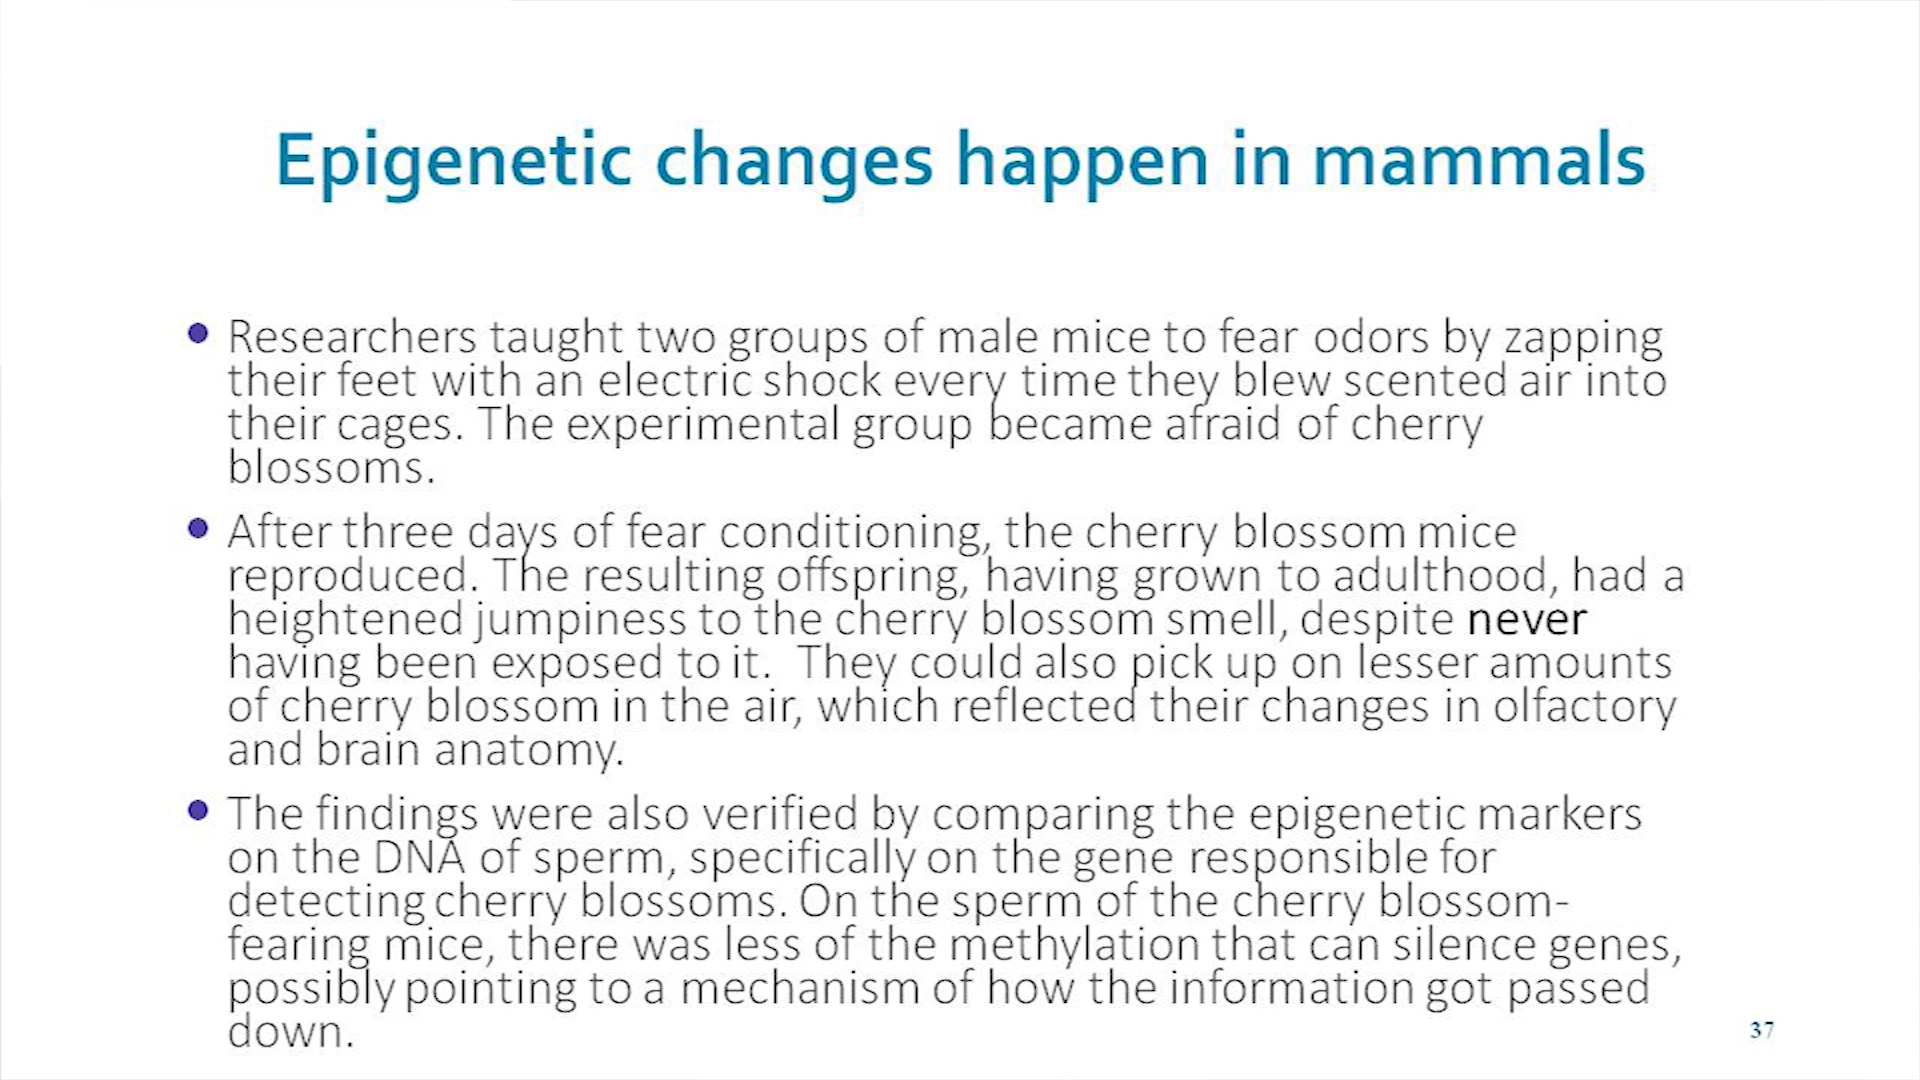 Epigenetic changes happen in mammals
• Researchers taught two groups of male mice to fear odors by zapping
their feet with an electric shock every time they blew scented air into
their cages. The experimental group became afraid of cherry
blossoms.
• After three days of fear conditioning, the cherry blossom mice
reproduced. The resulting offspring, having grown to adulthood, had a
heightened jumpiness to the cherry blossom smell, despite never
having been exposed to it.  They could also pick up on lesser amounts
of cherry blossom in the air, which reflected their changes in olfactory
and brain anatomy.
• The findings were also verified by comparing the epigenetic markers
on the DNA of sperm, specifically on the gene responsible for
detecting cherry blossoms. On the sperm of the cherry blossom-
fearing mice, there was less of the methylation that can silence genes,
possibly pointing to a mechanism of how the information got passed
down.
37